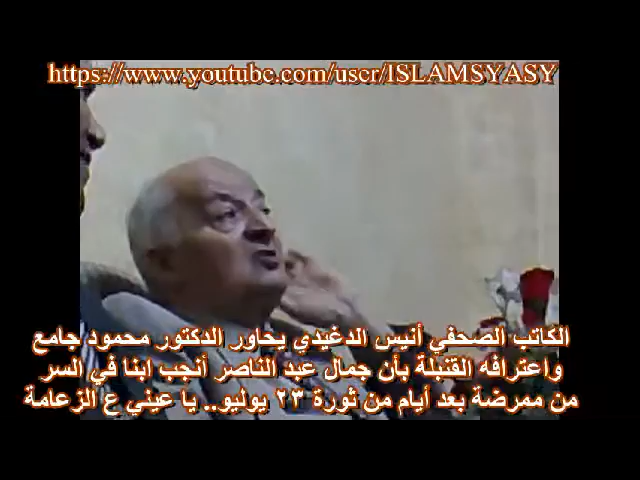 https://www.youtube.com/user/ISLAMSYASY
الكاتب الصحفي أنيس الدغيدي يحاور الدكتور محمود جامع
واعترافه القنبلة بأن جمال عبد الناصر أنجب ابنا في السر
من ممرضة بعد أيام من ثورة ٢٣ يوليو.. يا عيني ع الزعامة